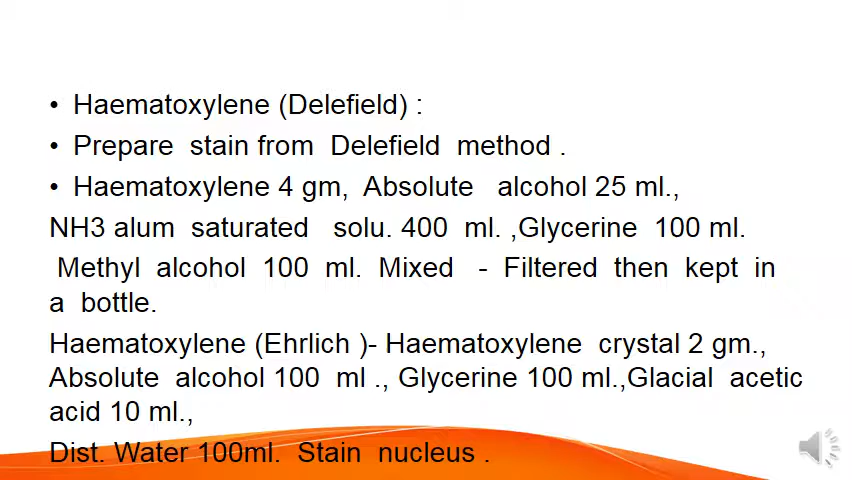 • Haematoxylene (Delefield) :
• Prepare stain from Delefield method .
• Haematoxylene 4 gm, Absolute alcohol 25 ml.,
NH3 alum saturated solu. 400 ml. ,Glycerine 100 ml.
Methyl alcohol 100 ml. Mixed - Filtered then kept in
a bottle.
Haematoxylene (Ehrlich )- Haematoxylene crystal 2 gm.,
Absolute alcohol 100 ml ., Glycerine 100 ml.,Glacial acetic
acid 10 ml.,
Dist. Water 100ml. Stain nucleus .